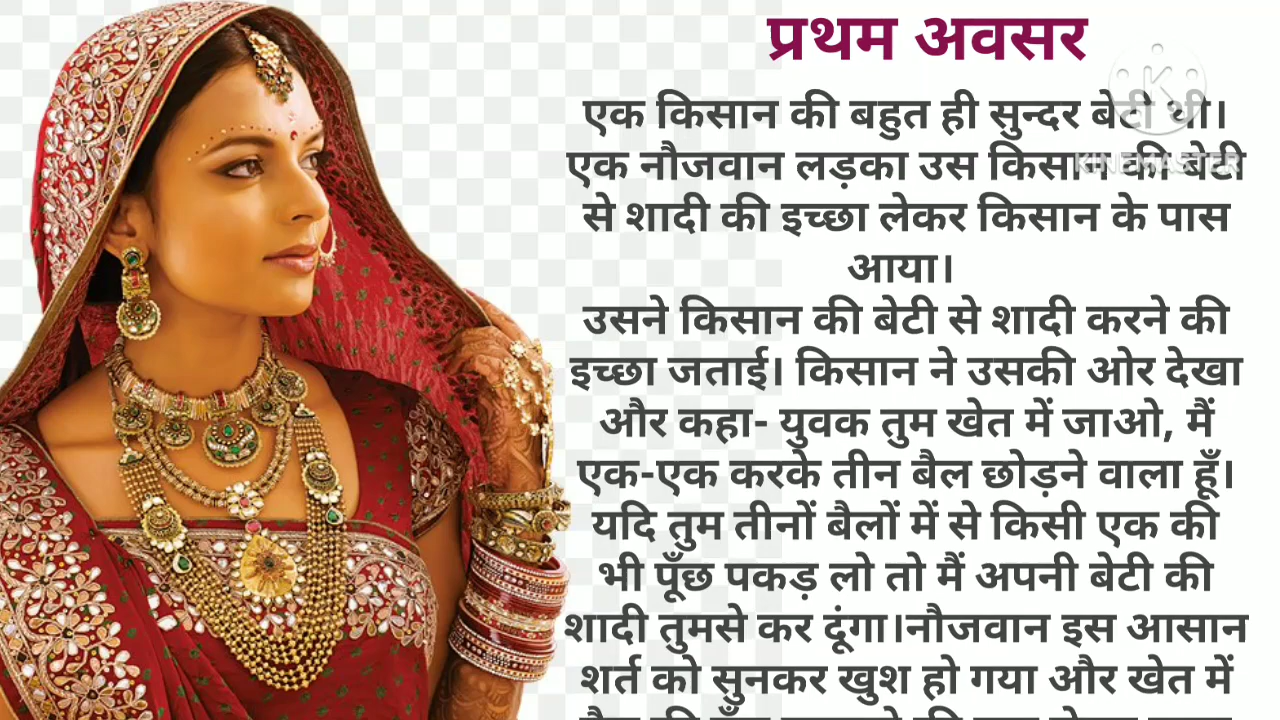 प्रथम अवसर
एक किसान की बहुत ही सुन्दर बेटी थी।
एक नौजवान लड़का उस किसान की बेटी
से शादी की इच्छा लेकर किसान के पास
आया।
उसने किसान की बेटी से शादी करने की
इच्छा जताई। किसान ने उसकी ओर देखा
और कहा- युवक तुम खेत में जाओ, मैं
एक-एक करके तीन बैल छोड़ने वाला हूँ।
यदि तुम तीनों बैलों में से किसी एक की
भी पूँछ पकड़ लो तो मैं अपनी बेटी की
शादी तुमसे कर दूंगा।नौजवान इस आसान
शर्त को सुनकर खुश हो गया और खेत में
KINEMASTER